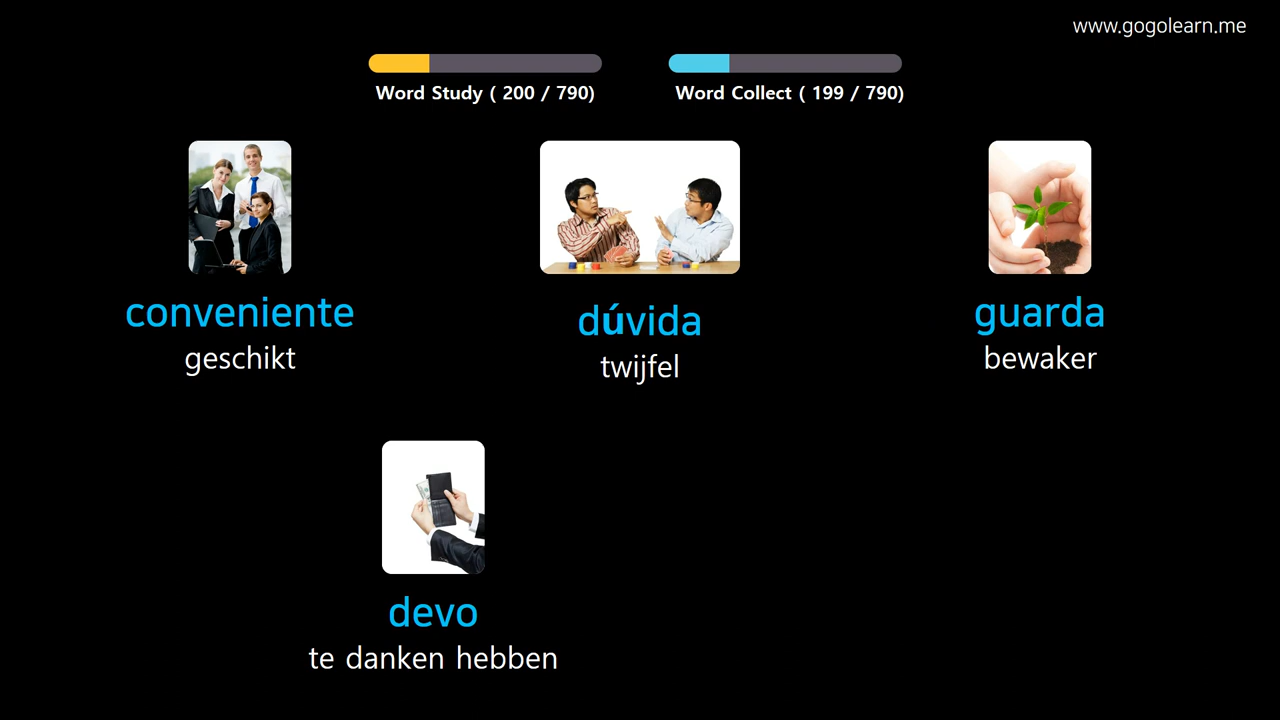 www.gogolearn.me
Word Study ( 200 / 790)
Word Collect ( 199 / 790)
conveniente
geschikt
dúvida
twijfel
guarda
bewaker
devo
te danken hebben